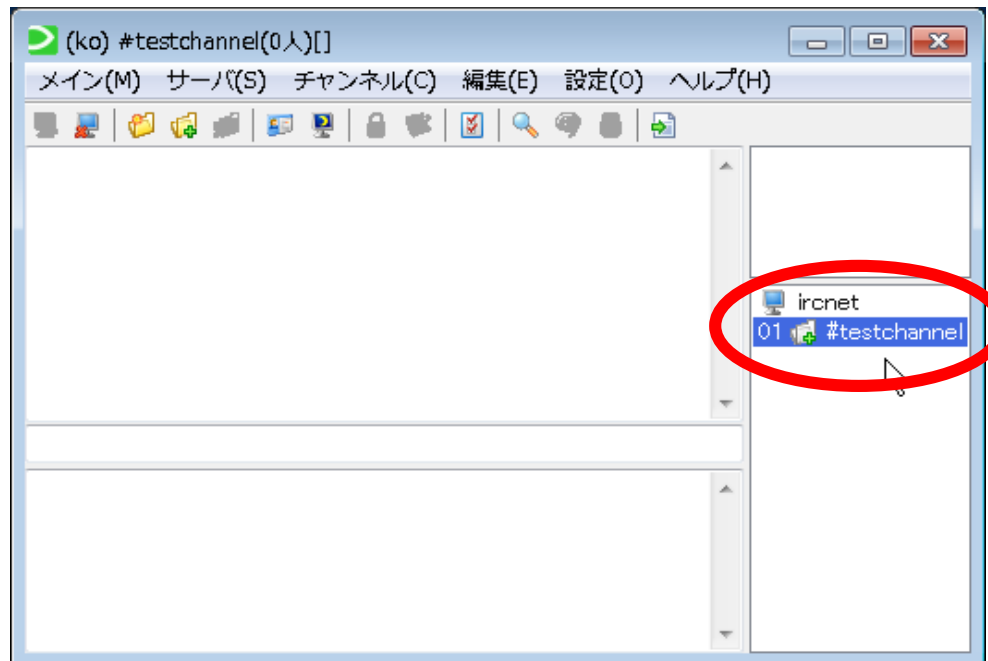 (ko) #testchannel(0人)[]
メイン(M) サーバ(S) チャンネル(C) 編集(E) 設定(O) ヘルプ(H)
ircnet
01 #testchannel